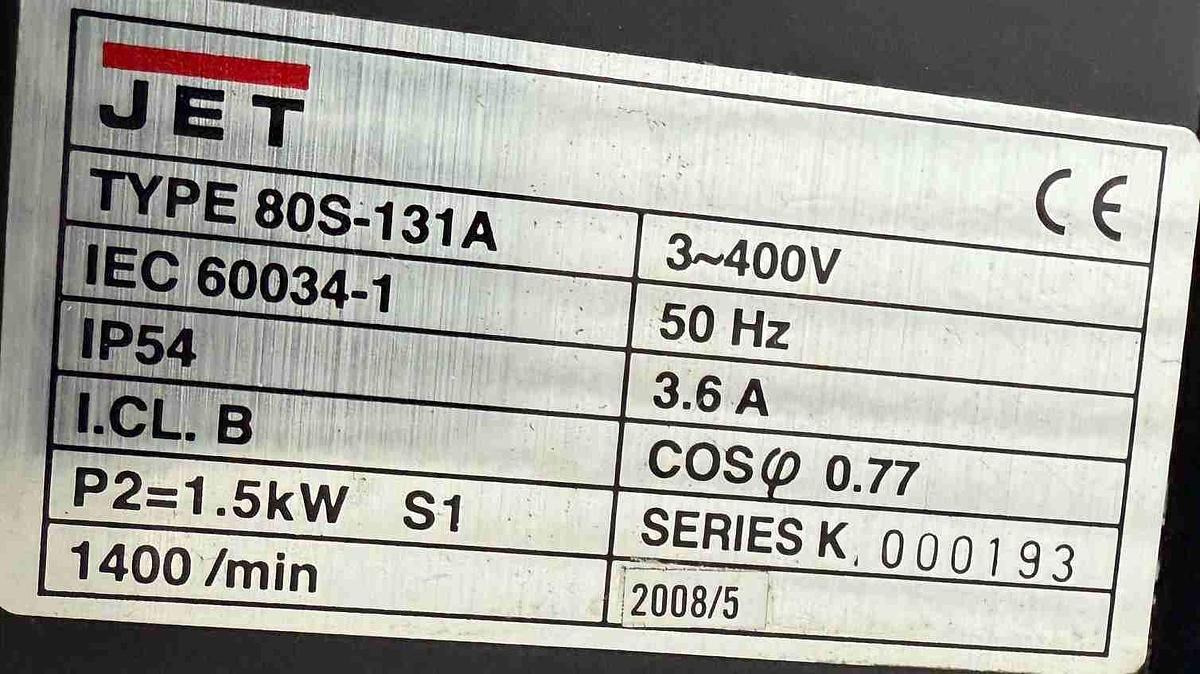 JET
CE
TYPE 80S-131A
3~400V
IEC 60034-1
50 Hz
IP54
3.6 A
I.CL. B
COSφ 0.77
P2=1.5kW S1
SERIES K. 000193
1400/min
2008/5